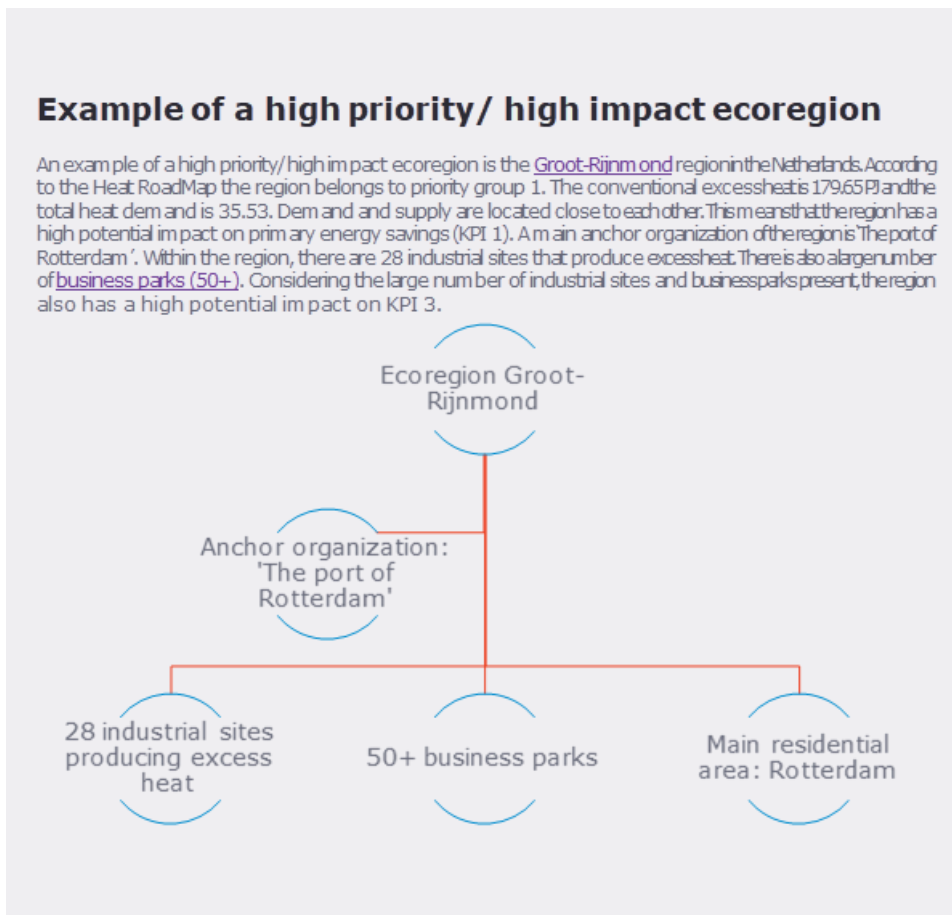 Example of a high priority/ high impact ecoregion
An example of a high priority/high impact ecoregion is the Groot-Rijnmond region in the Netherlands. According
to the Heat RoadMap the region belongs to priority group 1. The conventional excess heat is 179.65 PJ and the
total heat demand is 35.53. Demand and supply are located close to each other. This means that the region has a
high potential impact on primary energy savings (KPI 1). A main anchor organization of the region is 'The port of
Rotterdam´. Within the region, there are 28 industrial sites that produce excess heat. There is also a large number
of business parks (50+). Considering the large number of industrial sites and business parks present, the region
also has a high potential impact on KPI 3.
Ecoregion Groot-
Rijnmond
Anchor organization:
'The port of
Rotterdam'
28 industrial sites
producing excess
heat
50+ business parks
Main residential
area: Rotterdam